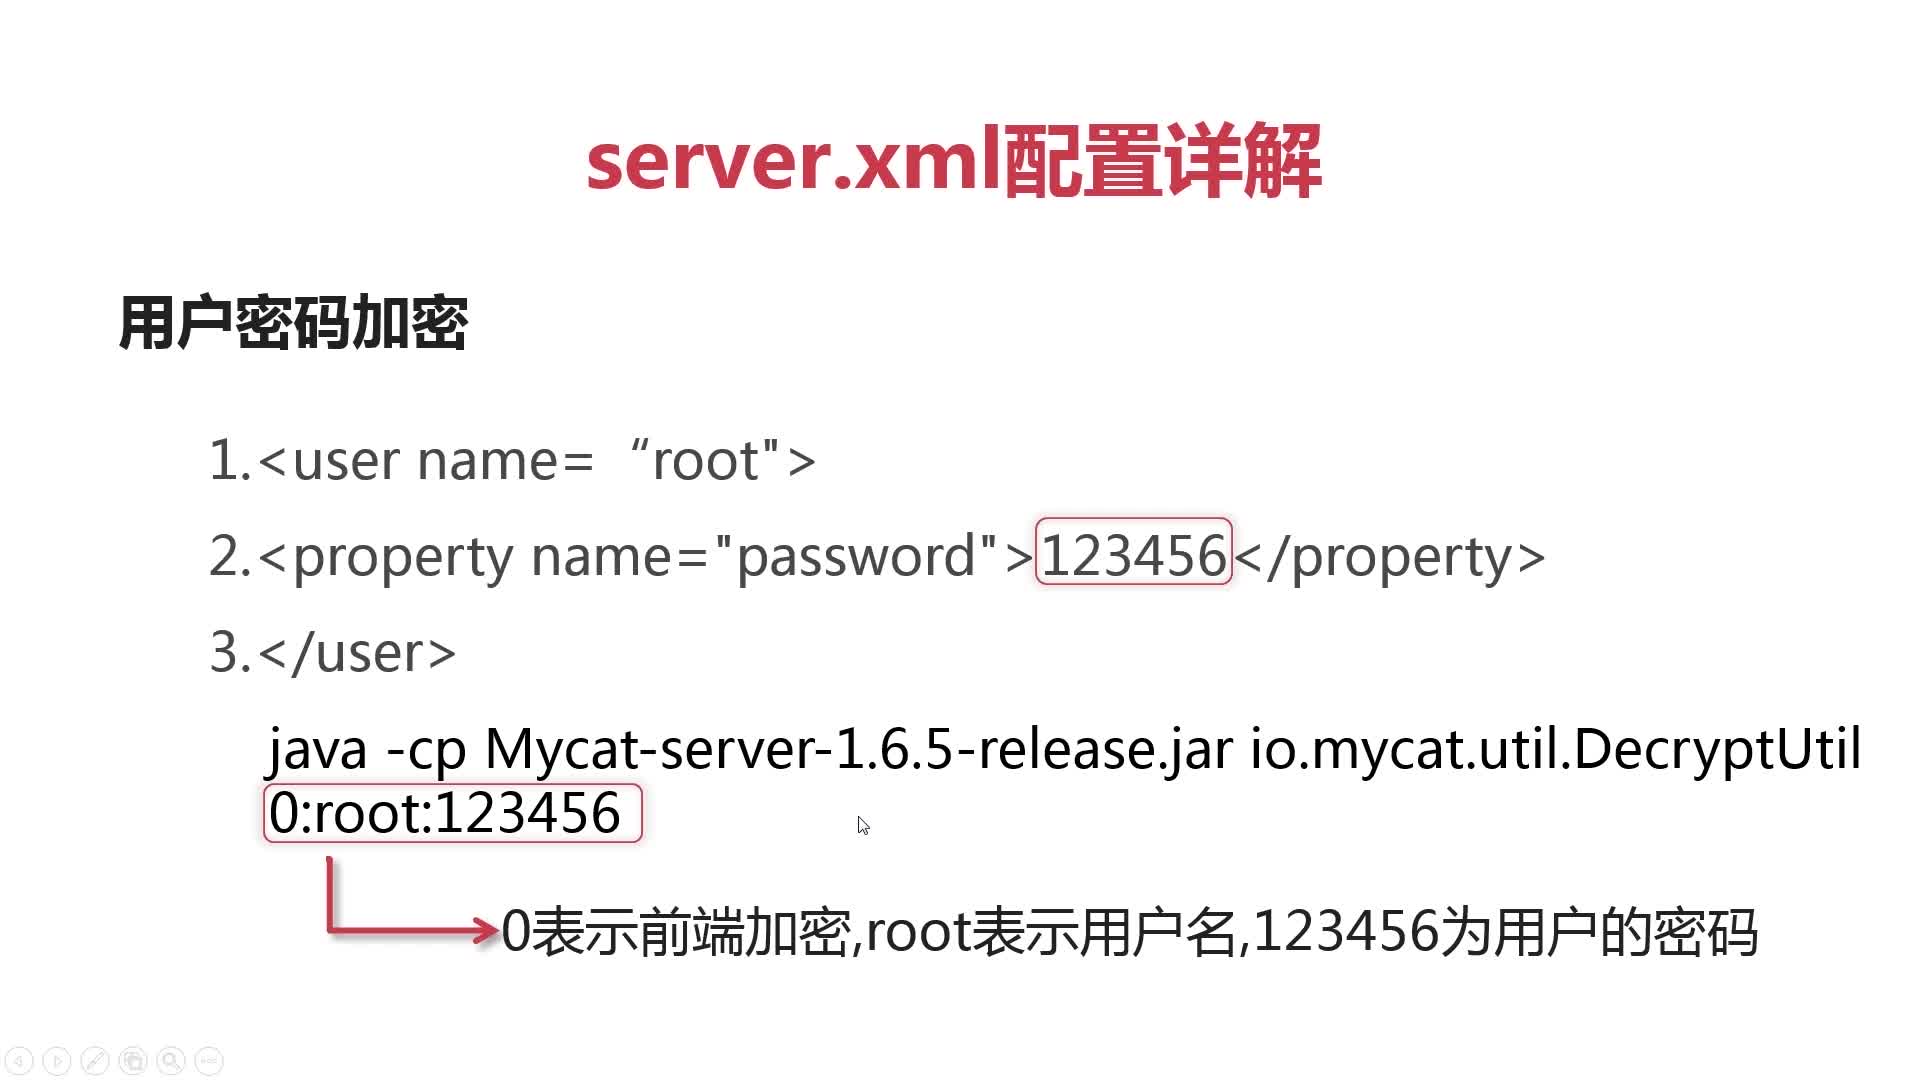 server.xml配置详解
用户密码加密
1.<user name= “root">
2.<property name="password">123456</property>
3.</user>
java -cp Mycat-server-1.6.5-release.jar io.mycat.util.DecryptUtil
0:root:123456
0表示前端加密,root表示用户名,123456为用户的密码